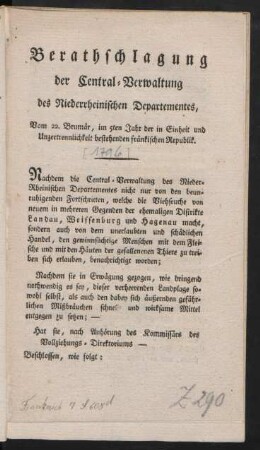 Berathschlagung
der Central-Verwaltung
des Niederrheinischen Departementes,
Vom 22. Brumär, im 5ten Jahr der in Einheit und
Unzertrennlichkeit bestehenden fränkischen Republik.
[1796]
Nachdem die Central-Verwaltung des Nieder-
Rheinischen Departementes nicht nur von den beun-
ruhigenden Fortschritten, welche die Viehseuche von
neuem in mehreren Gegenden der ehemaligen Distrikte
Landau, Weissenburg und Hagenau macht,
sondern auch von dem unerlaubten und schätlichen
Handel, den gewinnsüchtige Menschen mit dem Flei-
sche und mit den Häuten der gefallenen Thiere zu trei-
ben sich erlauben, benachrichtigt worden;
Nachdem sie in Erwägung gezogen, wie dringend
nothwendig es sey, dieser verheerenden Landplage so-
wohl selbst, als auch den dabey sich äußernden gefähr-
lichen Mißbräuchen schnelle und wirksame Mittel
entgegen zu setzen; —
Hat sie, nach Anhörung des Kommissärs des
Vollziehungs-Direktoriums —
Beschlossen, wie folgt:
Z 290